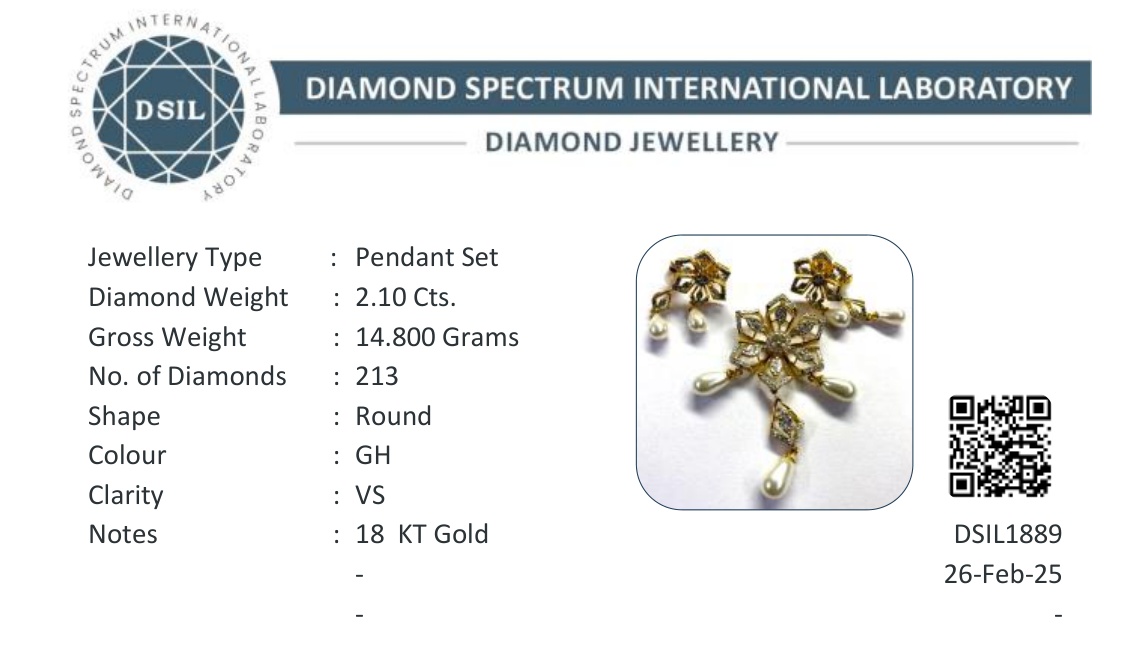 DIAMOND SPECTRUM INTERNATIONAL LABORATORY
DSIL
DIAMOND SPECTRUM INTERNATIONAL LABORATORY
DIAMOND JEWELLERY
Jewellery Type : Pendant Set
Diamond Weight : 2.10 Cts.
Gross Weight : 14.800 Grams
No. of Diamonds : 213
Shape : Round
Colour : GH
Clarity : VS
Notes : 18 KT Gold
-
-
DSIL1889
26-Feb-25
-